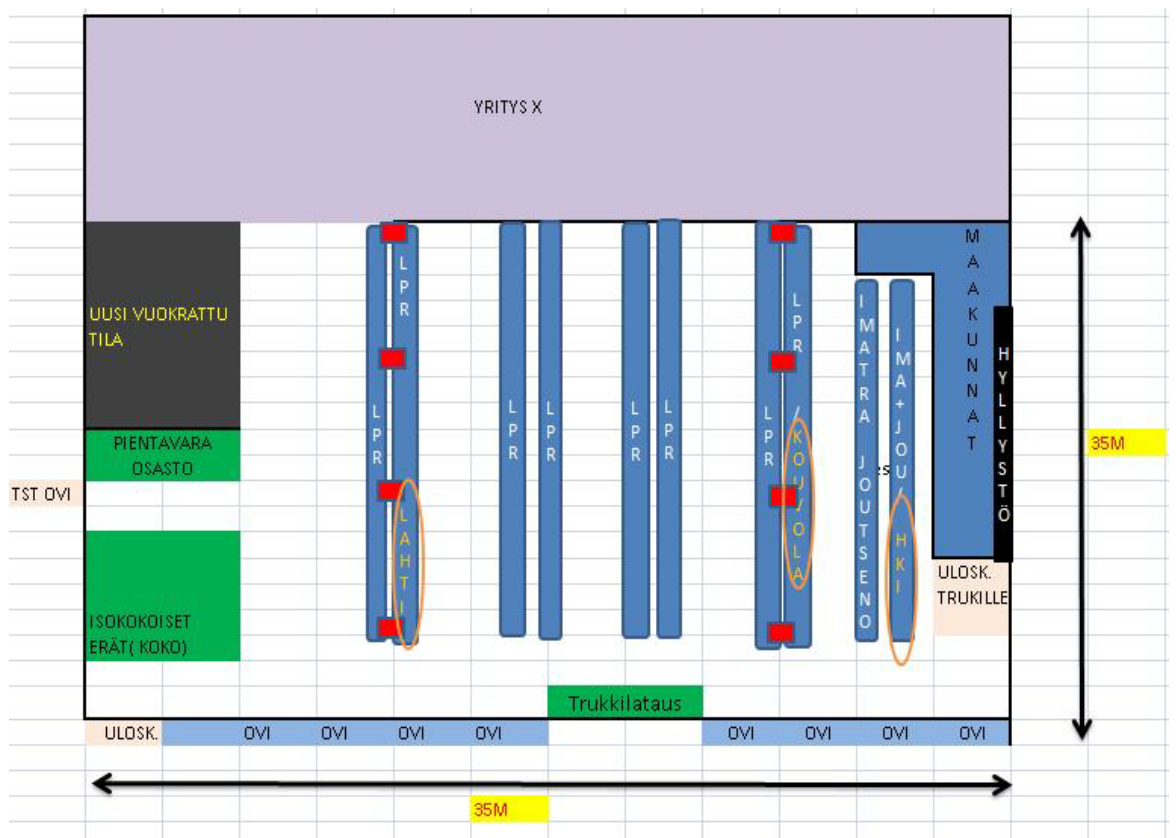 YRITYS X
UUSI VUOKRATTU
TILA
PIENTAVARA
OSASTO
TST OVI
ISOKOKOISET
ERÄT( KOKO)
LPR
LPR
LAHTI
LPR
LPR
LPR
LPR
LPR
LPR / KOUVOLA
IMATRA JOUTSENO
IMA+JOU/ HKI
MAAKUNNAT
HYLLYSTÖ
ULOSK.
TRUKILLE
35M
Trukkilataus
ULOSK. OVI OVI OVI OVI OVI OVI OVI OVI
35M